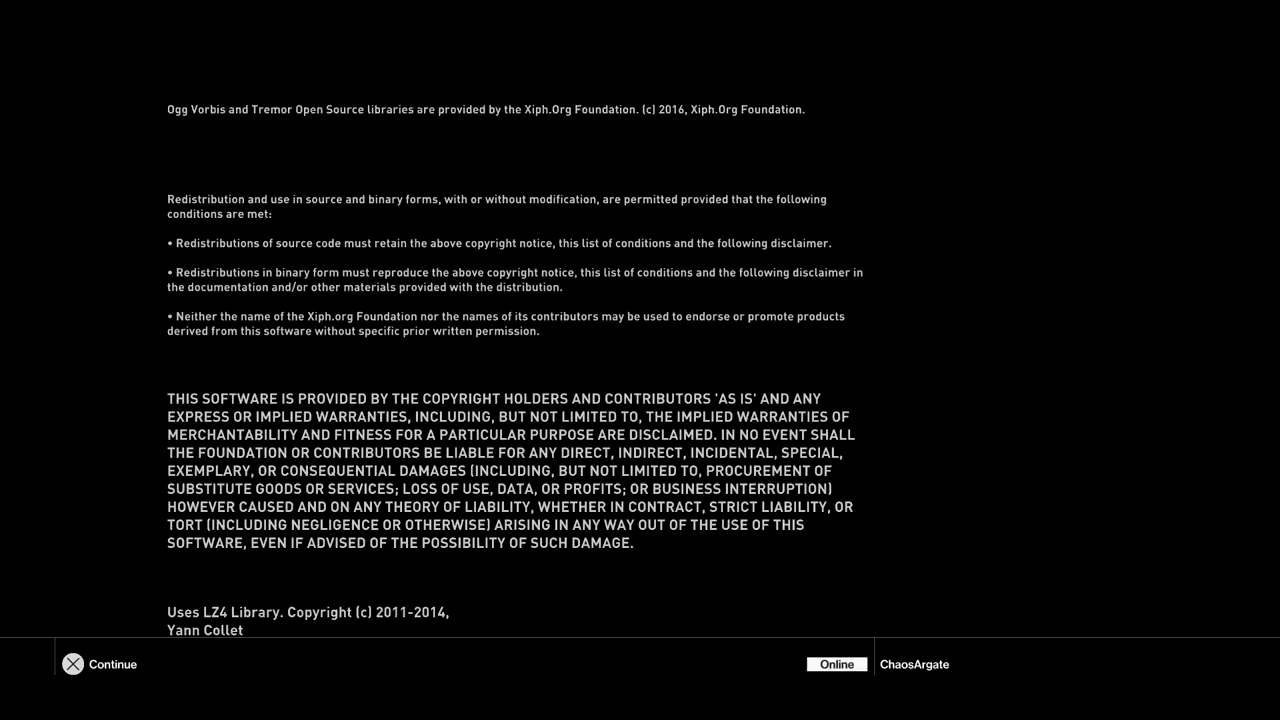 Ogg Vorbis and Tremor Open Source libraries are provided by the Xiph.Org Foundation. (c) 2016, Xiph.Org Foundation.
Redistribution and use in source and binary forms, with or without modification, are permitted provided that the following
conditions are met:
• Redistributions of source code must retain the above copyright notice, this list of conditions and the following disclaimer.
• Redistributions in binary form must reproduce the above copyright notice, this list of conditions and the following disclaimer in
the documentation and/or other materials provided with the distribution.
• Neither the name of the Xiph.org Foundation nor the names of its contributors may be used to endorse or promote products
derived from this software without specific prior written permission.
THIS SOFTWARE IS PROVIDED BY THE COPYRIGHT HOLDERS AND CONTRIBUTORS 'AS IS' AND ANY
EXPRESS OR IMPLIED WARRANTIES, INCLUDING, BUT NOT LIMITED TO, THE IMPLIED WARRANTIES OF
MERCHANTABILITY AND FITNESS FOR A PARTICULAR PURPOSE ARE DISCLAIMED. IN NO EVENT SHALL
THE FOUNDATION OR CONTRIBUTORS BE LIABLE FOR ANY DIRECT, INDIRECT, INCIDENTAL, SPECIAL,
EXEMPLARY, OR CONSEQUENTIAL DAMAGES (INCLUDING, BUT NOT LIMITED TO, PROCUREMENT OF
SUBSTITUTE GOODS OR SERVICES; LOSS OF USE, DATA, OR PROFITS; OR BUSINESS INTERRUPTION)
HOWEVER CAUSED AND ON ANY THEORY OF LIABILITY, WHETHER IN CONTRACT, STRICT LIABILITY, OR
TORT (INCLUDING NEGLIGENCE OR OTHERWISE) ARISING IN ANY WAY OUT OF THE USE OF THIS
SOFTWARE, EVEN IF ADVISED OF THE POSSIBILITY OF SUCH DAMAGE.
Uses LZ4 Library. Copyright (c) 2011-2014,
Yann Collet
Continue
Online
ChaosArgate